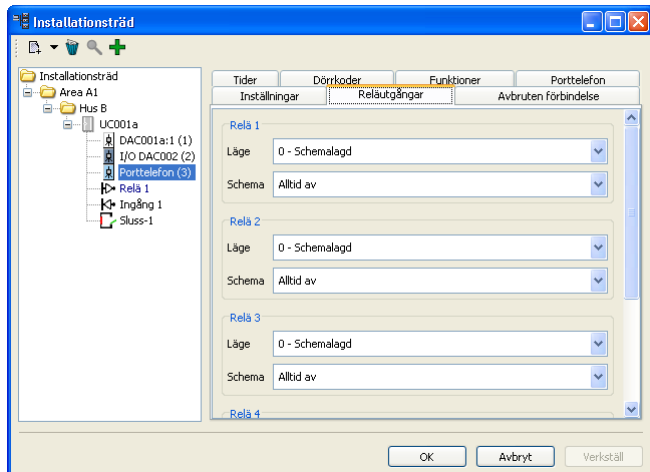 Installationsträd
Installationsträd
Area A1
Hus B
UC001a
DAC001a:1 (1)
I/O DAC002 (2)
Porttelefon (3)
Relä 1
Ingång 1
Sluss-1
Tider Dörrkoder Funktioner Porttelefon
Inställningar Reläutgångar Avbruten förbindelse
Relä 1
Läge 0 - Schemalagd
Schema Alltid av
Relä 2
Läge 0 - Schemalagd
Schema Alltid av
Relä 3
Läge 0 - Schemalagd
Schema Alltid av
Relä 4
OK Avbryt Verkställ